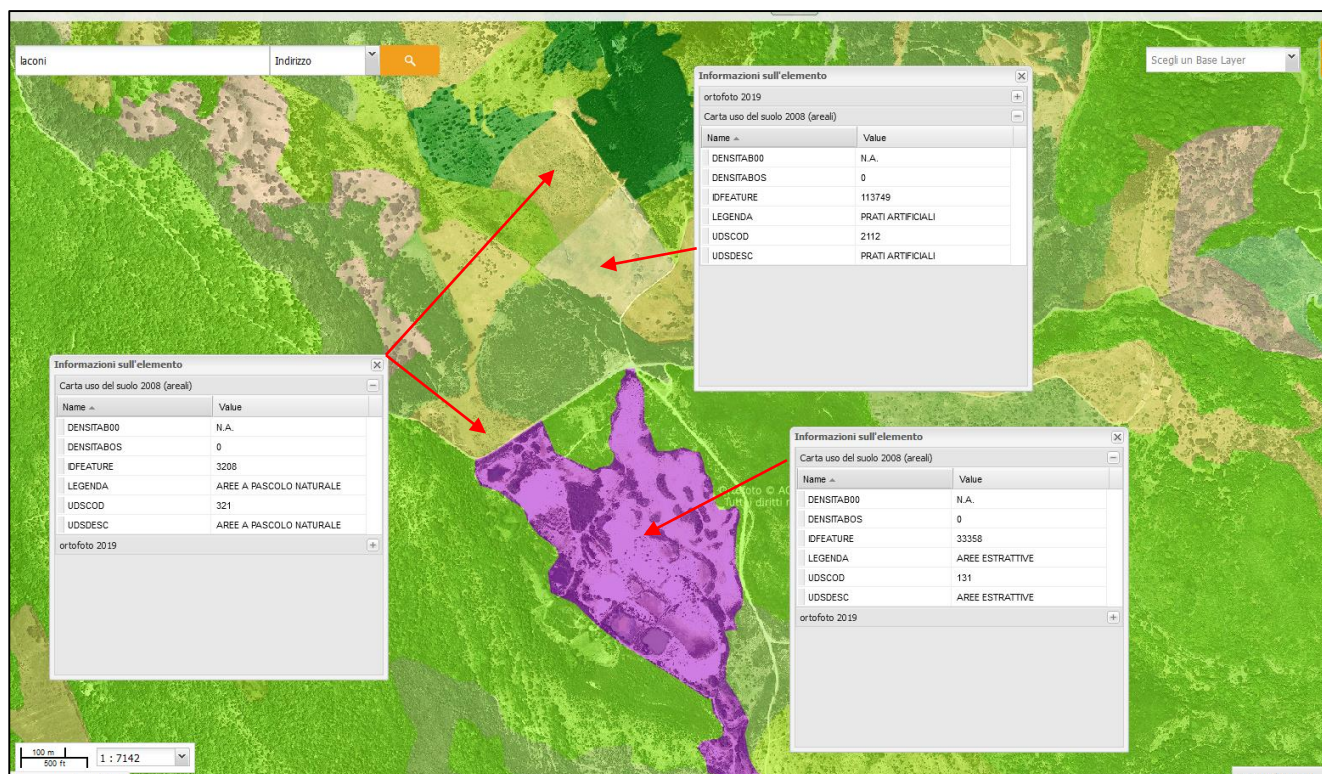 laconi Indirizzo
Scegli un Base Layer
Informazioni sull'elemento
ortofoto 2019
Carta uso del suolo 2008 (areali)
Name Value
DENSITAB00 N.A.
DENSITABOS 0
IDFEATURE 113749
LEGENDA PRATI ARTIFICIALI
UDSCOD 2112
UDSDESC PRATI ARTIFICIALI
Informazioni sull'elemento
Carta uso del suolo 2008 (areali)
Name Value
DENSITAB00 N.A.
DENSITABOS 0
IDFEATURE 3208
LEGENDA AREE A PASCOLO NATURALE
UDSCOD 321
UDSDESC AREE A PASCOLO NATURALE
ortofoto 2019
Informazioni sull'elemento
Carta uso del suolo 2008 (areali)
Name Value
DENSITAB00 N.A.
DENSITABOS 0
IDFEATURE 33358
LEGENDA AREE ESTRATTIVE
UDSCOD 131
UDSDESC AREE ESTRATTIVE
ortofoto 2019
© AG
Tutti i diritti
100 m
500 ft
1 : 7142